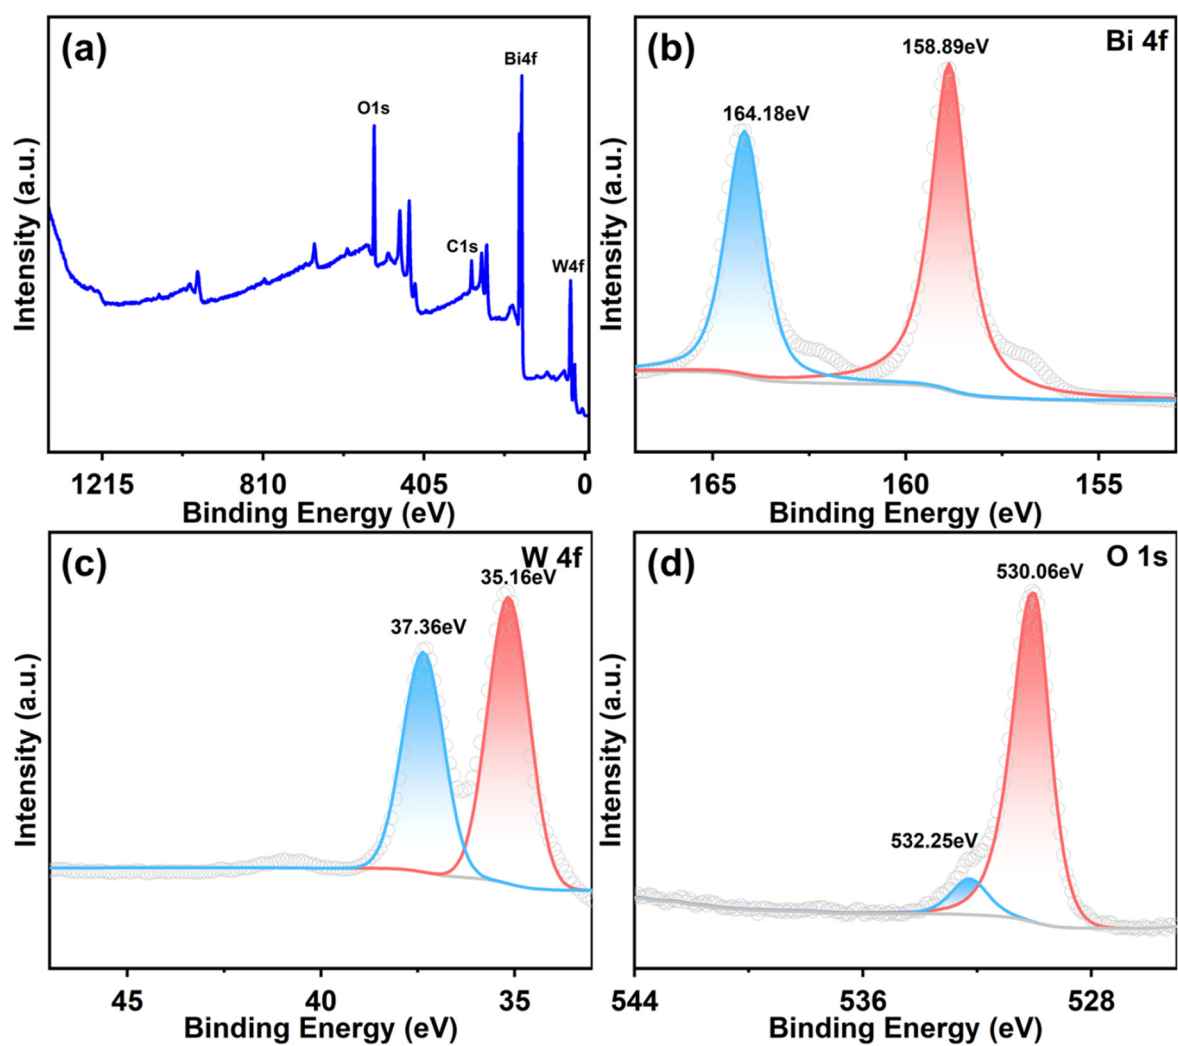 (a)
Bi4f
O1s
C1s
W4f
Intensity (a.u.)
1215 810 405 0
Binding Energy (eV)
(b)
Bi 4f
158.89eV
164.18eV
Intensity (a.u.)
165 160 155
Binding Energy (eV)
(c)
W 4f
35.16eV
37.36eV
Intensity (a.u.)
45 40 35
Binding Energy (eV)
(d)
O 1s
530.06eV
532.25eV
Intensity (a.u.)
544 536 528
Binding Energy (eV)